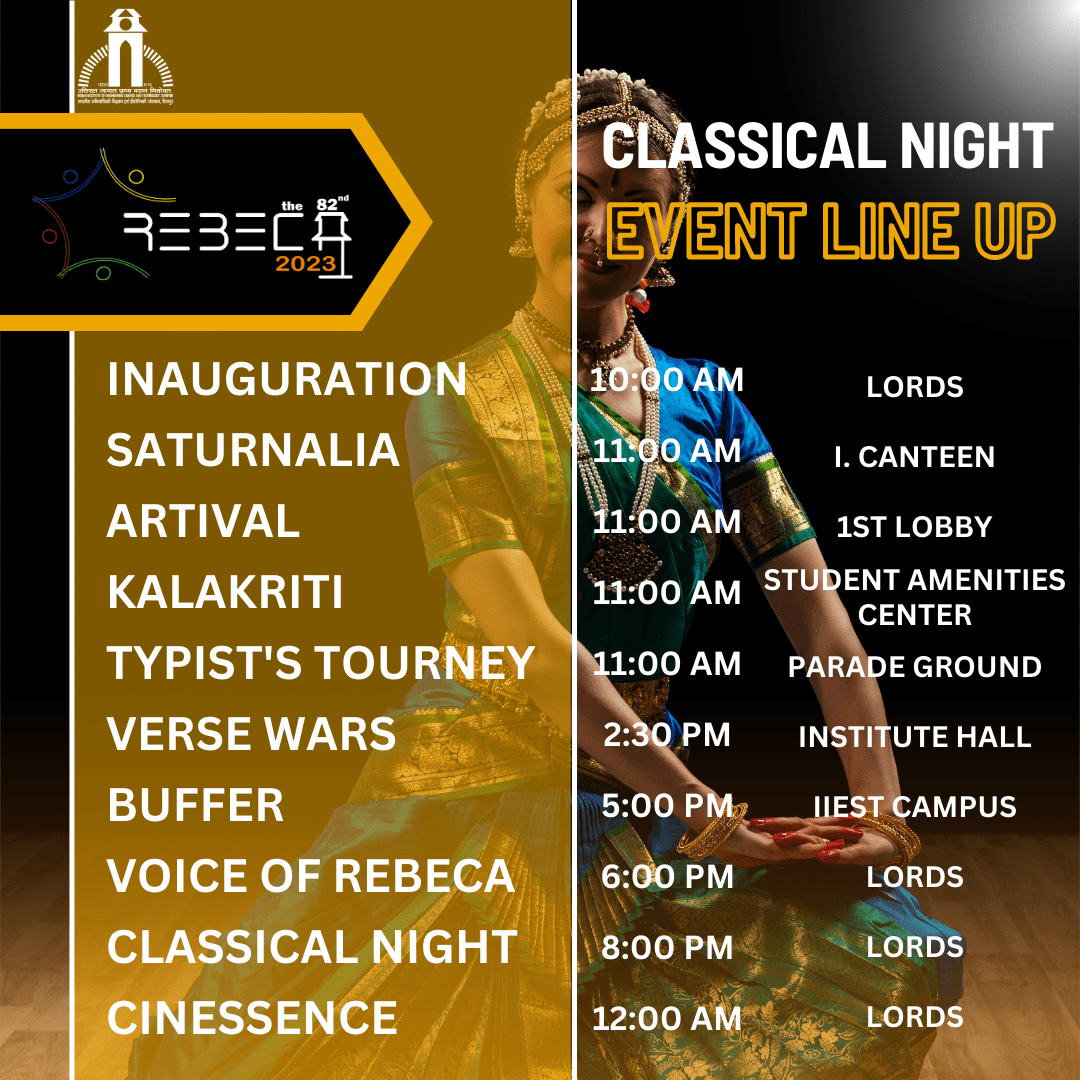 the 82nd
REBECA
2023
CLASSICAL NIGHT
EVENT LINE UP
INAUGURATION 10:00 AM LORDS
SATURNALIA 11:00 AM I. CANTEEN
ARTIVAL 11:00 AM 1ST LOBBY
KALAKRITI 11:00 AM STUDENT AMENITIES
CENTER
TYPIST'S TOURNEY 11:00 AM PARADE GROUND
VERSE WARS 2:30 PM INSTITUTE HALL
BUFFER 5:00 PM IIEST CAMPUS
VOICE OF REBECA 6:00 PM LORDS
CLASSICAL NIGHT 8:00 PM LORDS
CINESSENCE 12:00 AM LORDS